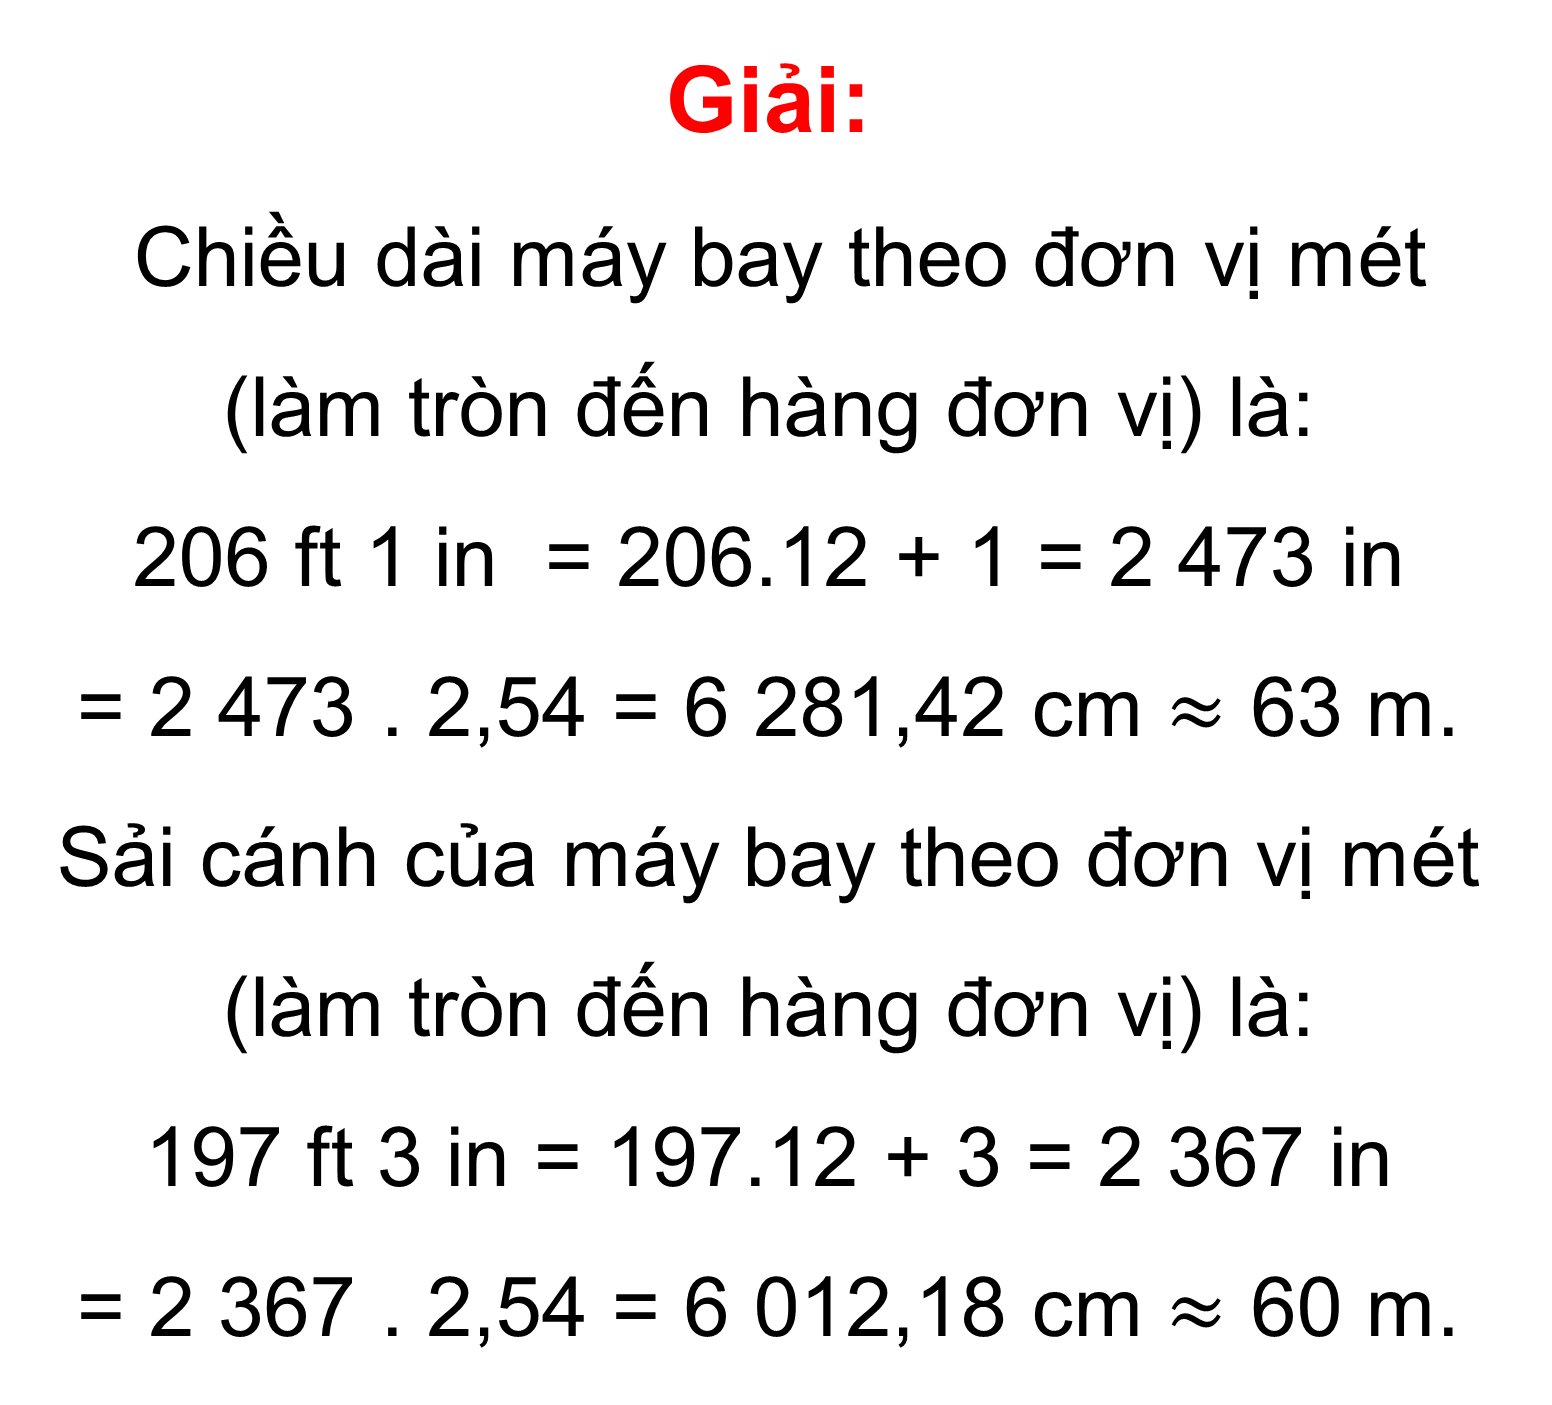 Giải:
Chiều dài máy bay theo đơn vị mét
(làm tròn đến hàng đơn vị) là:
206 ft 1 in  = 206.12 + 1 = 2 473 in
= 2 473 . 2,54 = 6 281,42 cm ≈ 63 m.
Sải cánh của máy bay theo đơn vị mét
(làm tròn đến hàng đơn vị) là:
197 ft 3 in = 197.12 + 3 = 2 367 in
= 2 367 . 2,54 = 6 012,18 cm ≈ 60 m.